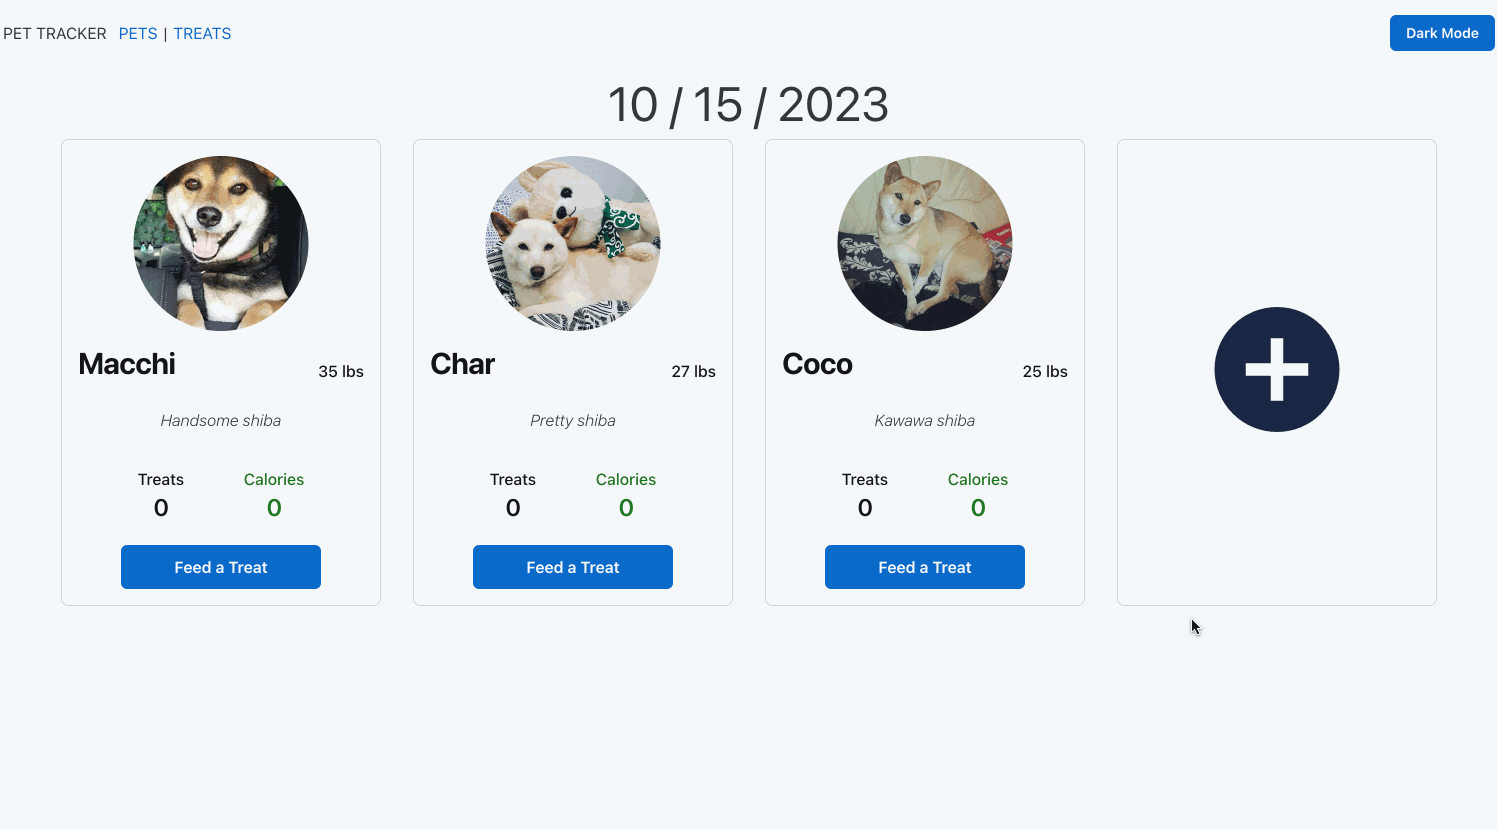 PET TRACKER PETS | TREATS
Dark Mode
10 / 15 / 2023
Macchi
35 lbs
Handsome shiba
Treats Calories
0 0
Feed a Treat
Char
27 lbs
Pretty shiba
Treats Calories
0 0
Feed a Treat
Coco
25 lbs
Kawawa shiba
Treats Calories
0 0
Feed a Treat